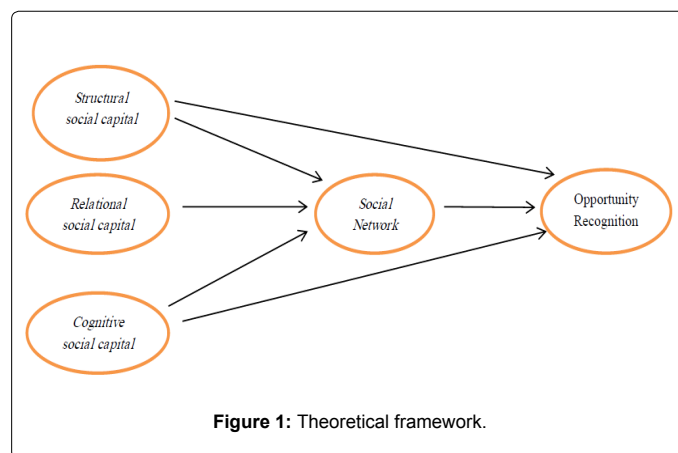 Structural
social capital
Relational
social capital
Social
Network
Opportunity
Recognition
Cognitive
social capital
Figure 1: Theoretical framework.